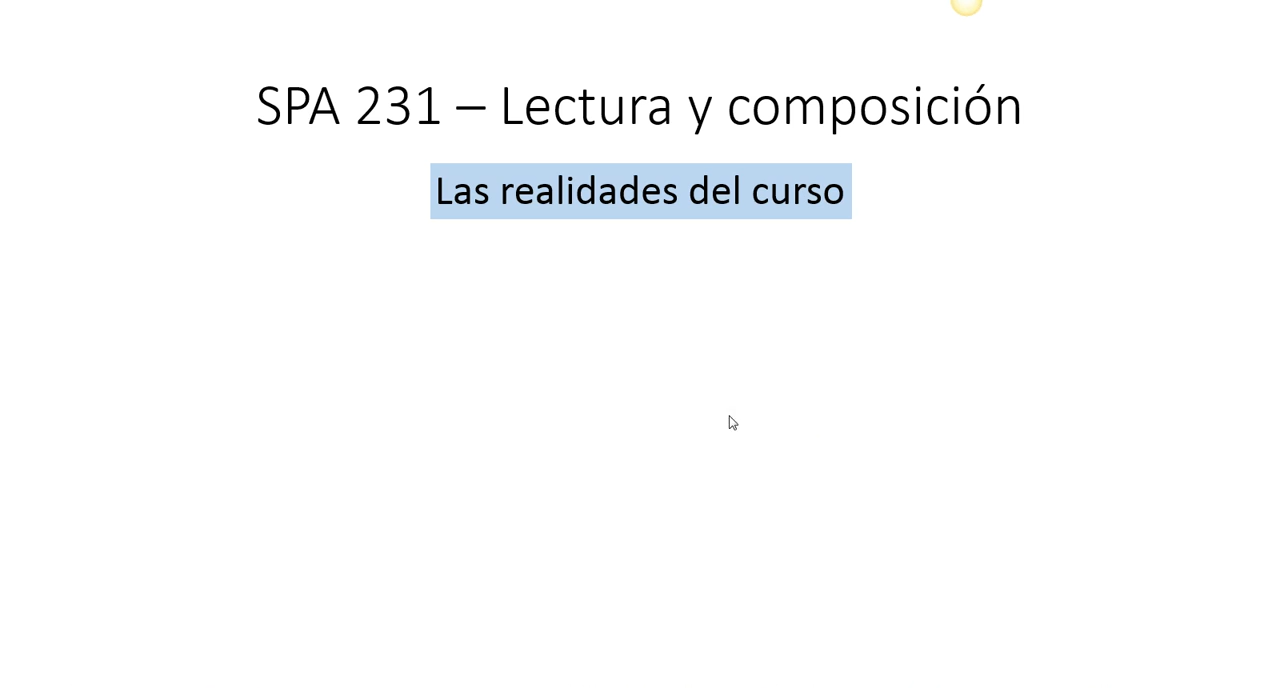 SPA 231 – Lectura y composición
Las realidades del curso